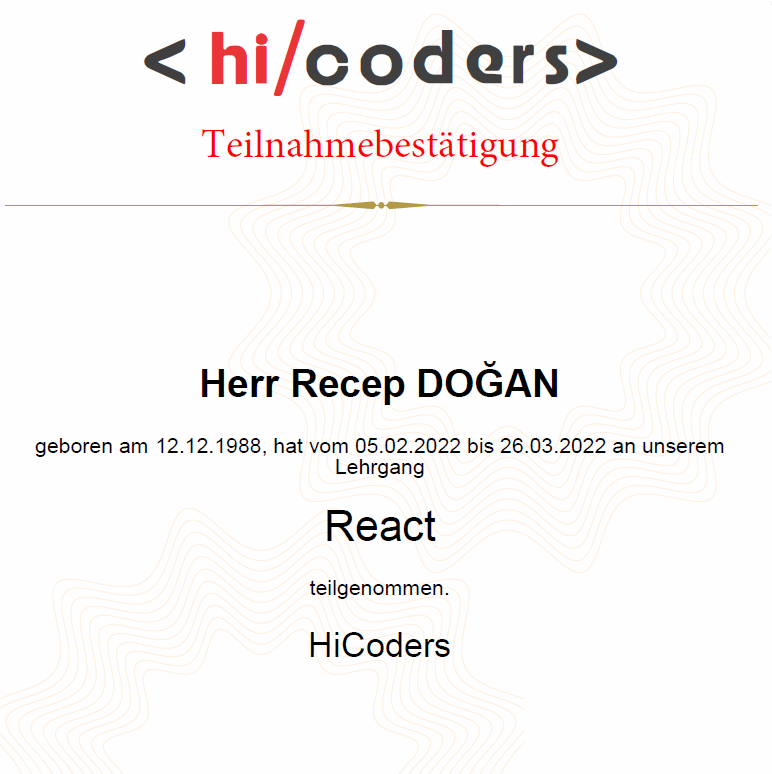 < hi/coders>
Teilnahmebestätigung
Herr Recep DOĞAN
geboren am 12.12.1988, hat vom 05.02.2022 bis 26.03.2022 an unserem
Lehrgang
React
teilgenommen.
HiCoders